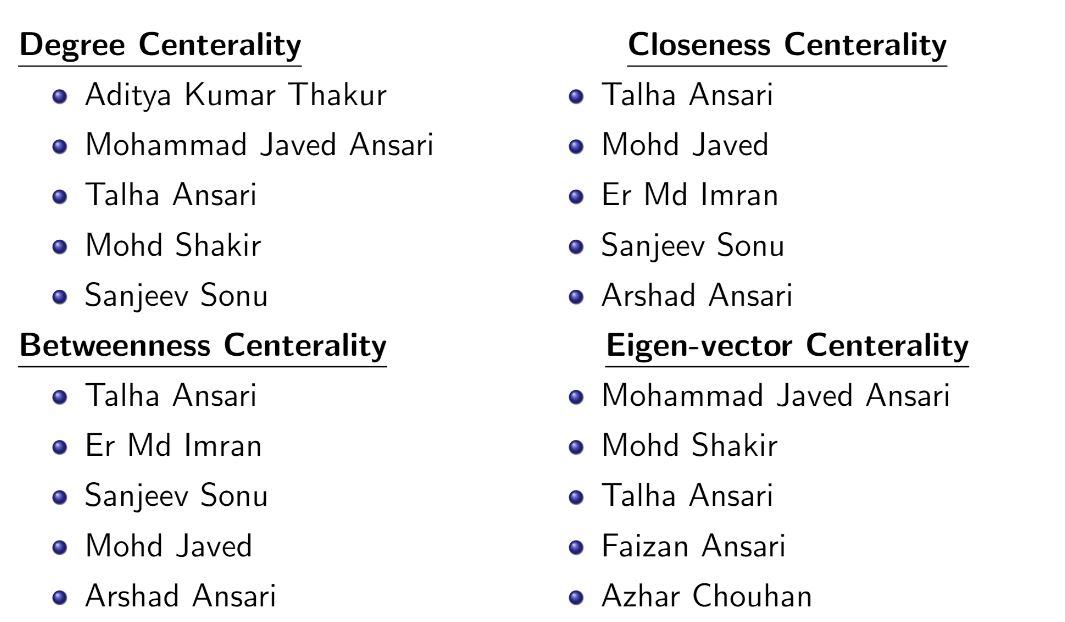 Degree Centerality
Aditya Kumar Thakur
Mohammad Javed Ansari
Talha Ansari
Mohd Shakir
Sanjeev Sonu
Closeness Centerality
Talha Ansari
Mohd Javed
Er Md Imran
Sanjeev Sonu
Arshad Ansari
Betweenness Centerality
Talha Ansari
Er Md Imran
Sanjeev Sonu
Mohd Javed
Arshad Ansari
Eigen-vector Centerality
Mohammad Javed Ansari
Mohd Shakir
Talha Ansari
Faizan Ansari
Azhar Chouhan